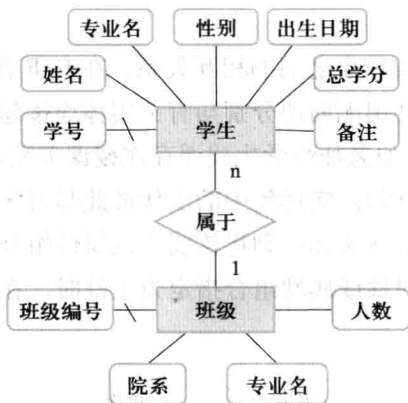 专业名
性别
出生日期
姓名
总学分
学号
学生
备注
n
属于
1
班级编号
班级
人数
院系
专业名